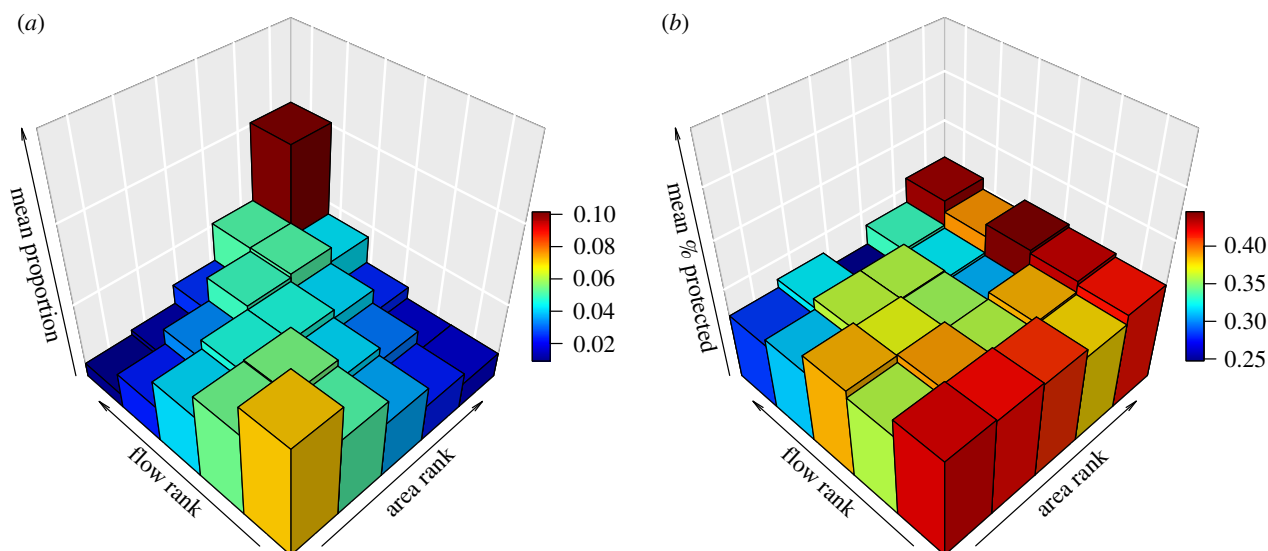 (a)
mean proportion
flow rank
area rank
0.10
0.08
0.06
0.04
0.02
(b)
mean % protected
flow rank
area rank
0.40
0.35
0.30
0.25